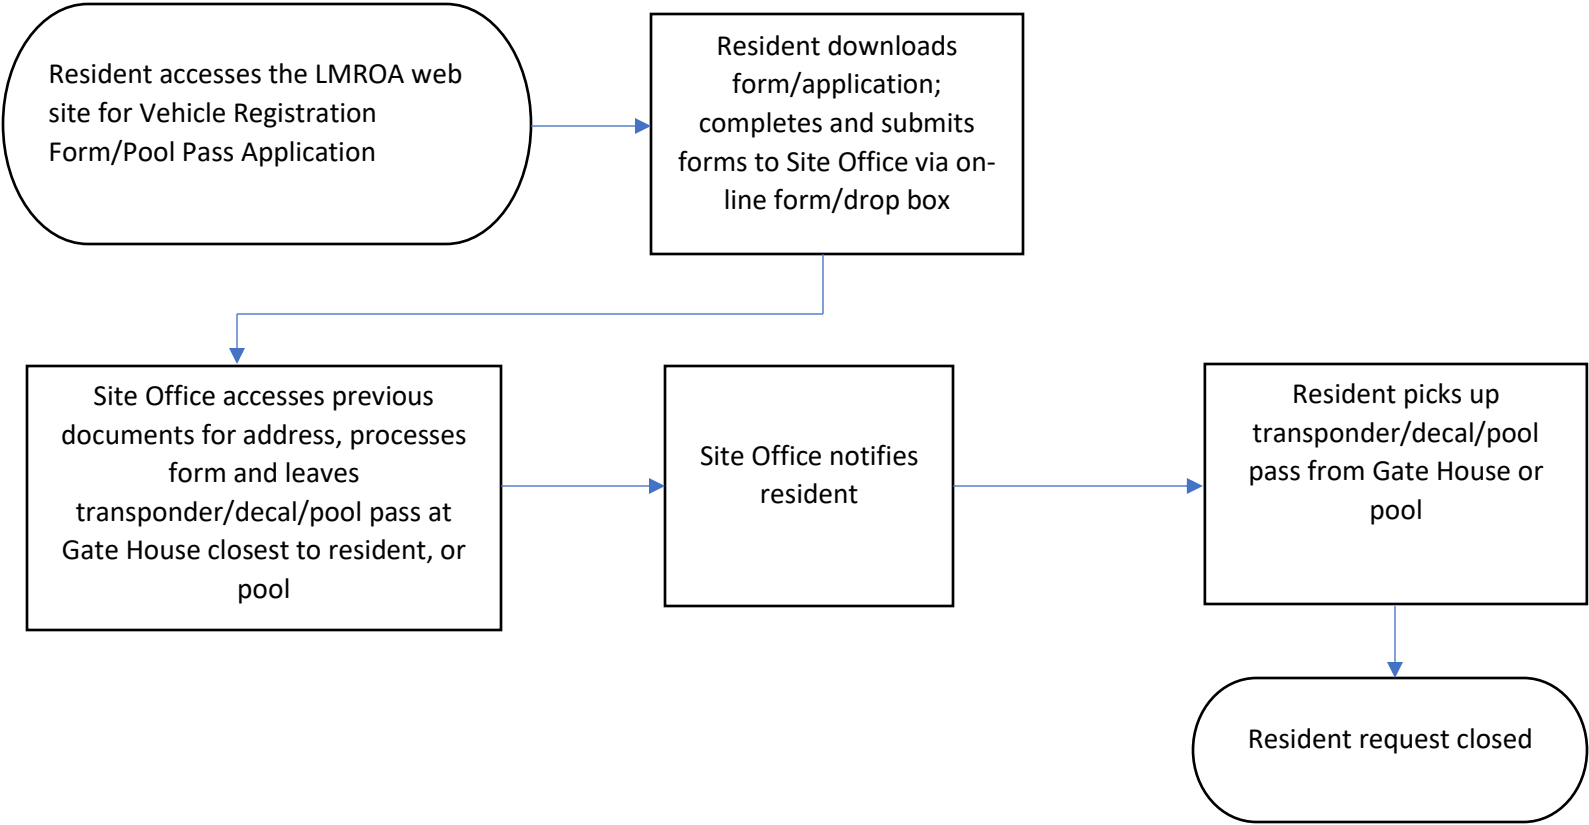 Resident accesses the LMROA web
site for Vehicle Registration
Form/Pool Pass Application
Resident downloads
form/application;
completes and submits
forms to Site Office via on-
line form/drop box
Site Office accesses previous
documents for address, processes
form and leaves
transponder/decal/pool pass at
Gate House closest to resident, or
pool
Site Office notifies
resident
Resident picks up
transponder/decal/pool
pass from Gate House or
pool
Resident request closed